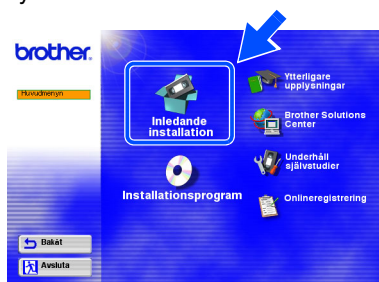 brother.
Huvudmenyn
Inledande
installation
Installationsprogram
Ytterligare
upplysningar
Brother Solutions
Center
Underhåll
självstudier
Onlineregistrering
Bakåt
Avsluta